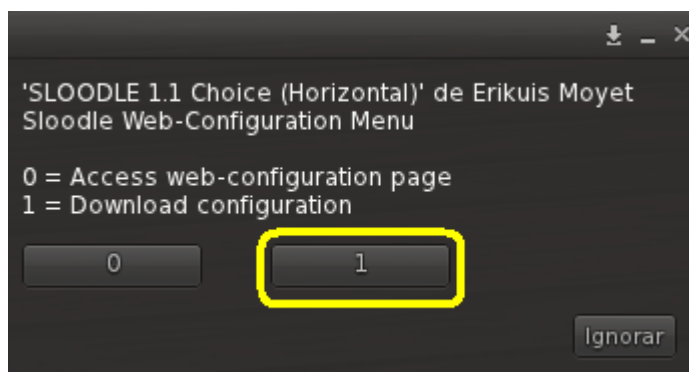 'SLOODLE 1.1 Choice (Horizontal)' de Erikuis Moyet
Sloodle Web-Configuration Menu
0 = Access web-configuration page
1 = Download configuration
0 1
Ignorar